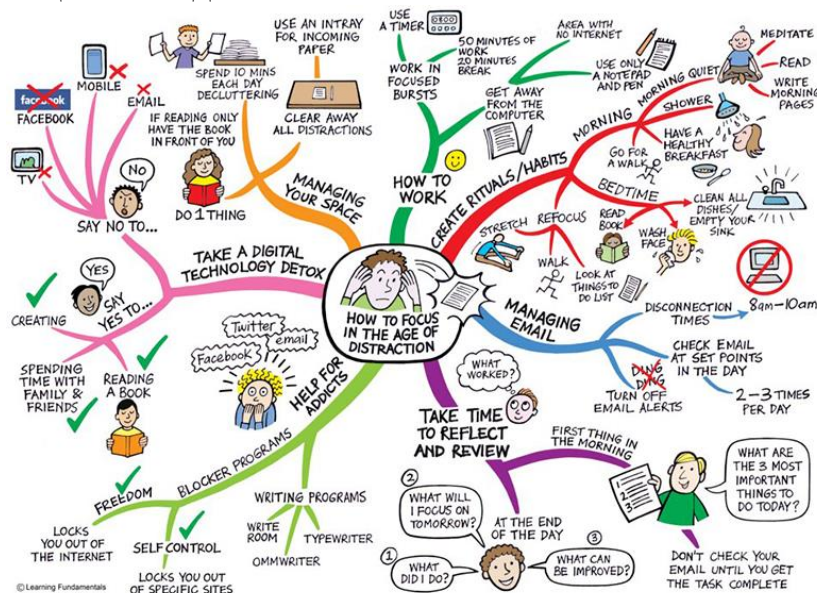 HOW TO FOCUS
IN THE AGE OF
DISTRACTION
MANAGING
YOUR SPACE
USE AN INTRAY
FOR INCOMING
PAPER
SPEND 10 MINS
EACH DAY
DECLUTTERING
CLEAR AWAY
ALL DISTRACTIONS
IF READING ONLY
HAVE THE BOOK
IN FRONT OF YOU
DO 1 THING
HOW TO
WORK
WORK IN
FOCUSED
BURSTS
USE
A TIMER
50 MINUTES OF
WORK
20 MINUTES
BREAK
GET AWAY
FROM THE
COMPUTER
AREA WITH
NO INTERNET
USE ONLY
A NOTEPAD
AND PEN
CREATE RITUALS/HABITS
MORNING
MORNING QUIET
MEDITATE
READ
WRITE
MORNING
PAGES
SHOWER
HAVE A
HEALTHY
BREAKFAST
GO FOR
A WALK
BEDTIME
CLEAN ALL
DISHES/
EMPTY YOUR
SINK
WASH
FACE
READ
BOOK
REFOCUS
STRETCH
WALK
LOOK AT
THINGS TO
DO LIST
MANAGING
EMAIL
DISCONNECTION
TIMES
8am-10am
CHECK EMAIL
AT SET POINTS
IN THE DAY
2-3 TIMES
PER DAY
DING
DING
TURN OFF
EMAIL ALERTS
TAKE TIME
TO REFLECT
AND REVIEW
WHAT
WORKED?
FIRST THING IN
THE MORNING
1
2
3
WHAT ARE
THE 3 MOST
IMPORTANT
THINGS TO
DO TODAY?
DON'T CHECK YOUR
EMAIL UNTIL YOU GET
THE TASK COMPLETE
AT THE END
OF THE DAY
1
WHAT
DID I DO?
2
WHAT WILL
I FOCUS ON
TOMORROW?
3
WHAT CAN
BE IMPROVED?
HELP FOR
ADDICTS
Twitter
email
Facebook
BLOCKER PROGRAMS
FREEDOM
LOCKS
YOU OUT OF
THE INTERNET
SELF CONTROL
LOCKS YOU OUT
OF SPECIFIC SITES
WRITING PROGRAMS
WRITE
ROOM
OMMWRITER
TYPEWRITER
TAKE A DIGITAL
TECHNOLOGY DETOX
SAY NO TO...
NO
TV
facebook
FACEBOOK
MOBILE
EMAIL
SAY
YES TO...
YES
CREATING
SPENDING
TIME WITH
FAMILY &
FRIENDS
READING
A BOOK
© Learning Fundamentals